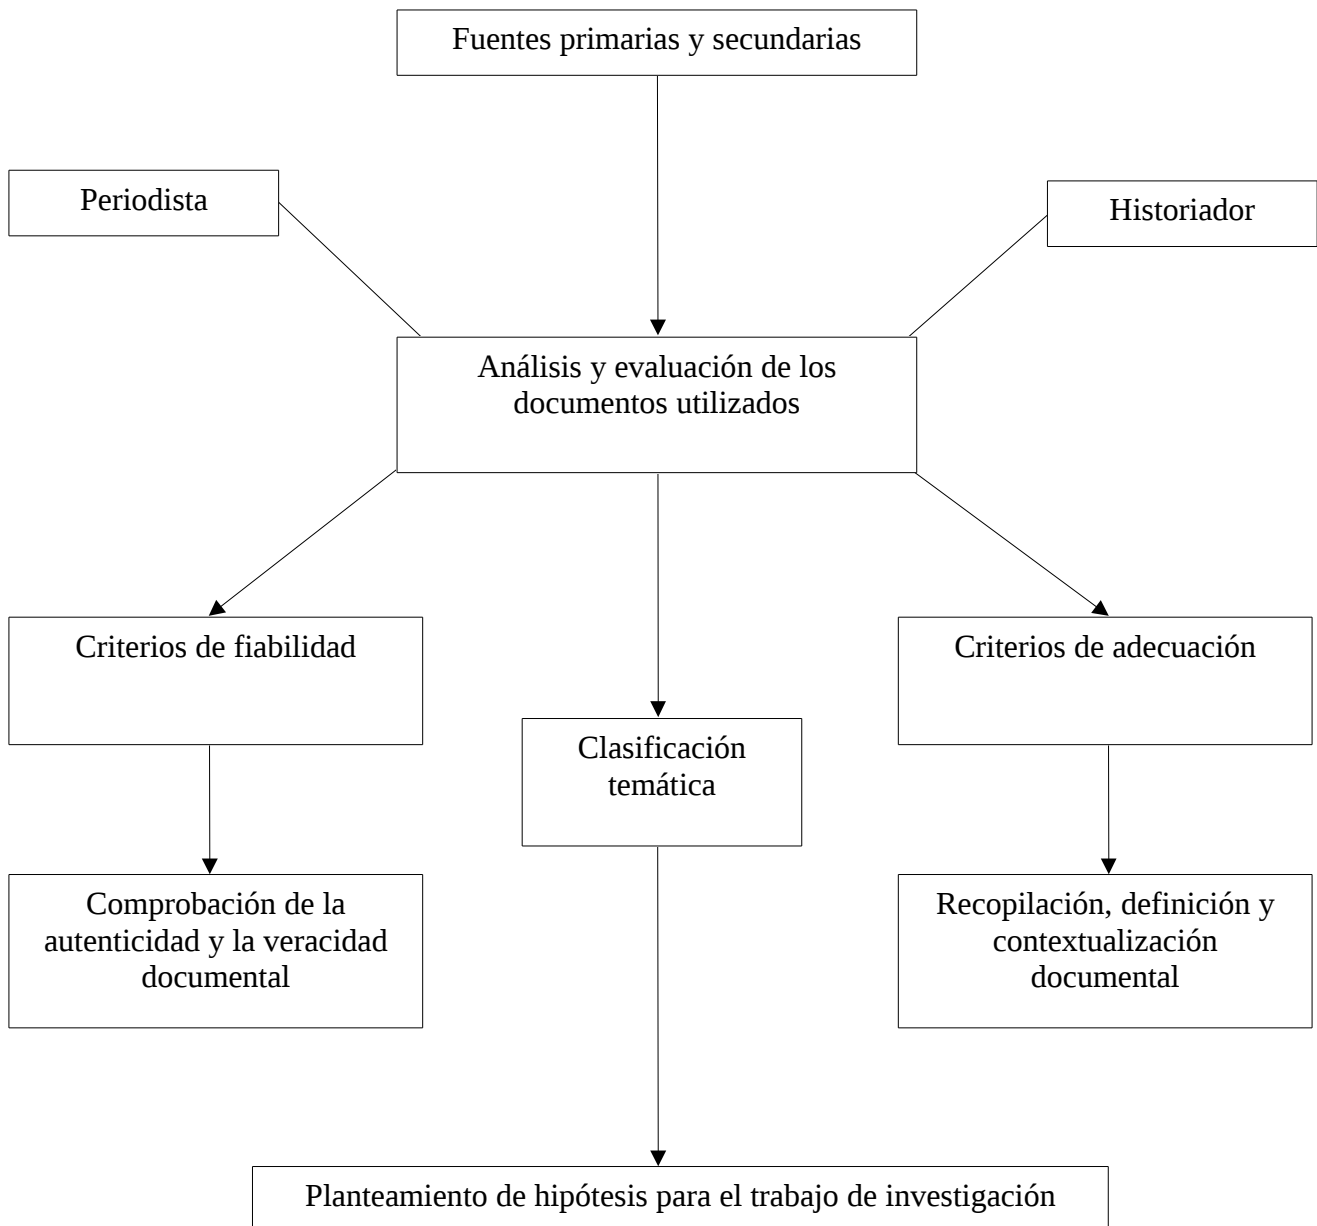 Fuentes primarias y secundarias
Periodista
Historiador
Análisis y evaluación de los
documentos utilizados
Criterios de fiabilidad
Criterios de adecuación
Clasificación
temática
Comprobación de la
autenticidad y la veracidad
documental
Recopilación, definición y
contextualización
documental
Planteamiento de hipótesis para el trabajo de investigación